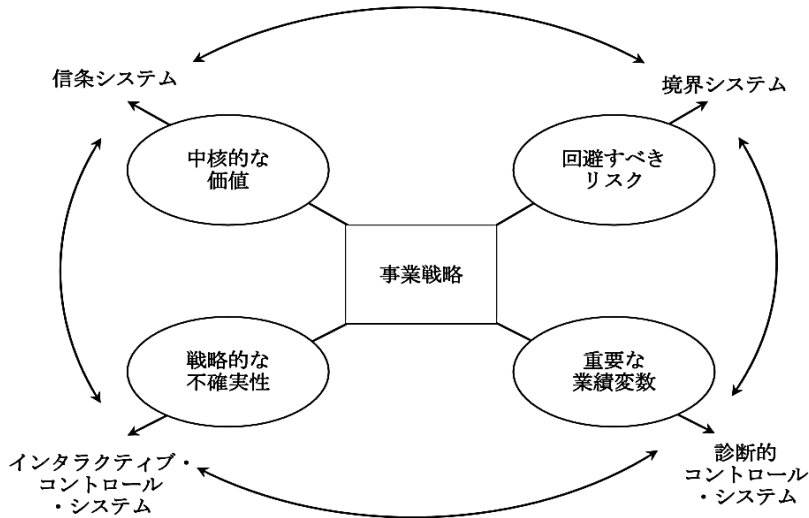 信条システム
境界システム
中核的な
価値
回避すべき
リスク
事業戦略
戦略的な
不確実性
重要な
業績変数
インタラクティブ・
コントロール
・システム
診断的
コントロール
・システム